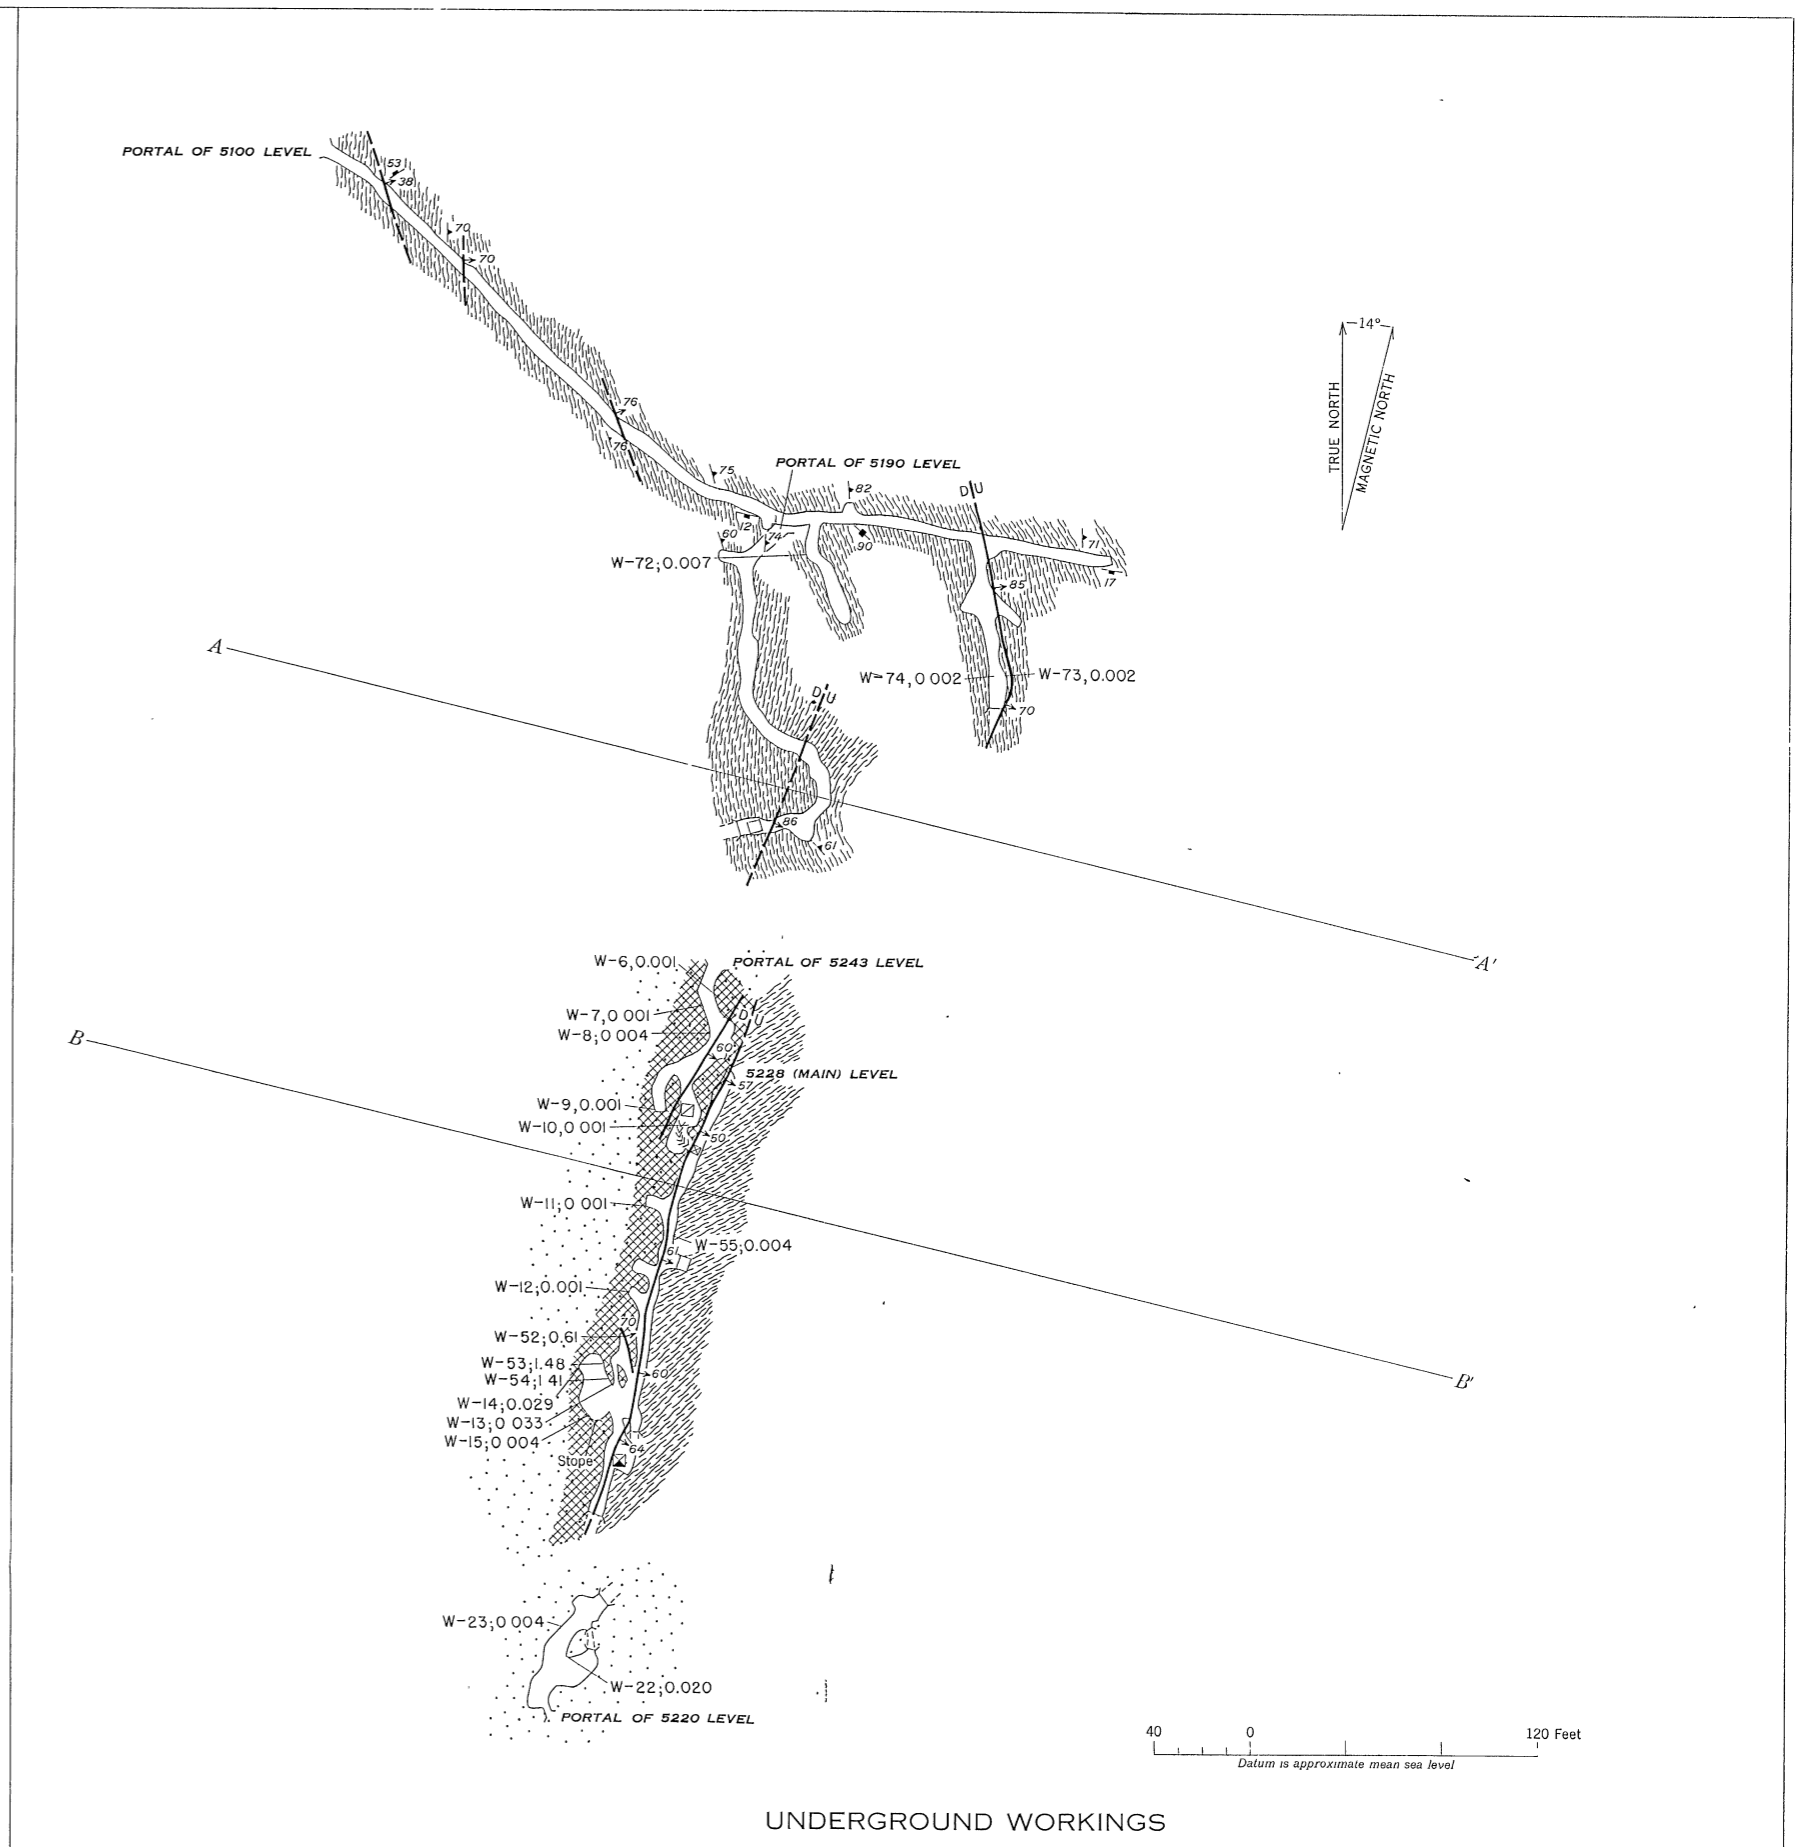 PORTAL OF 5100 LEVEL
53
38
70
70
76
76
75
PORTAL OF 5190 LEVEL
82
D U
12
60
74
90
71
17
W-72;0.007
85
W-74,0 002
W-73,0.002
70
D U
86
61
TRUE NORTH
MAGNETIC NORTH
14°
A
A'
W-6,0.001
PORTAL OF 5243 LEVEL
W-7,0 001
D U
W-8;0 004
B
60
5228 (MAIN) LEVEL
57
W-9,0.001
W-10,0 001
50
W-11;0 001
W-55;0.004
61
W-12;0.001
70
W-52;0.61
W-53;1.48
W-54;1 41
60
B'
W-14;0.029
W-13;0 033
W-15;0 004
64
Stope
W-23;0 004
W-22;0.020
PORTAL OF 5220 LEVEL
40 0 120 Feet
Datum is approximate mean sea level
UNDERGROUND WORKINGS